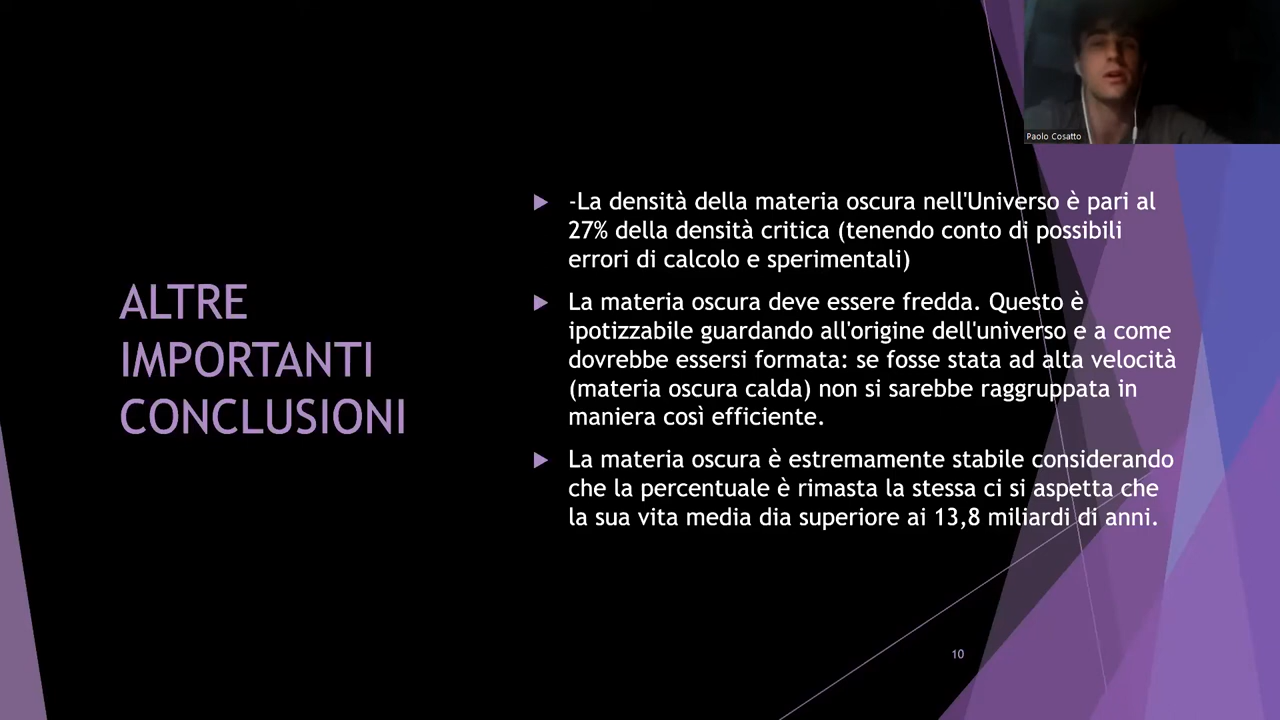 Paolo Cosatto
ALTRE
IMPORTANTI
CONCLUSIONI
-La densità della materia oscura nell'Universo è pari al
27% della densità critica (tenendo conto di possibili
errori di calcolo e sperimentali)
La materia oscura deve essere fredda. Questo è
ipotizzabile guardando all'origine dell'universo e a come
dovrebbe essersi formata: se fosse stata ad alta velocità
(materia oscura calda) non si sarebbe raggruppata in
maniera così efficiente.
La materia oscura è estremamente stabile considerando
che la percentuale è rimasta la stessa ci si aspetta che
la sua vita media dia superiore ai 13,8 miliardi di anni.
10